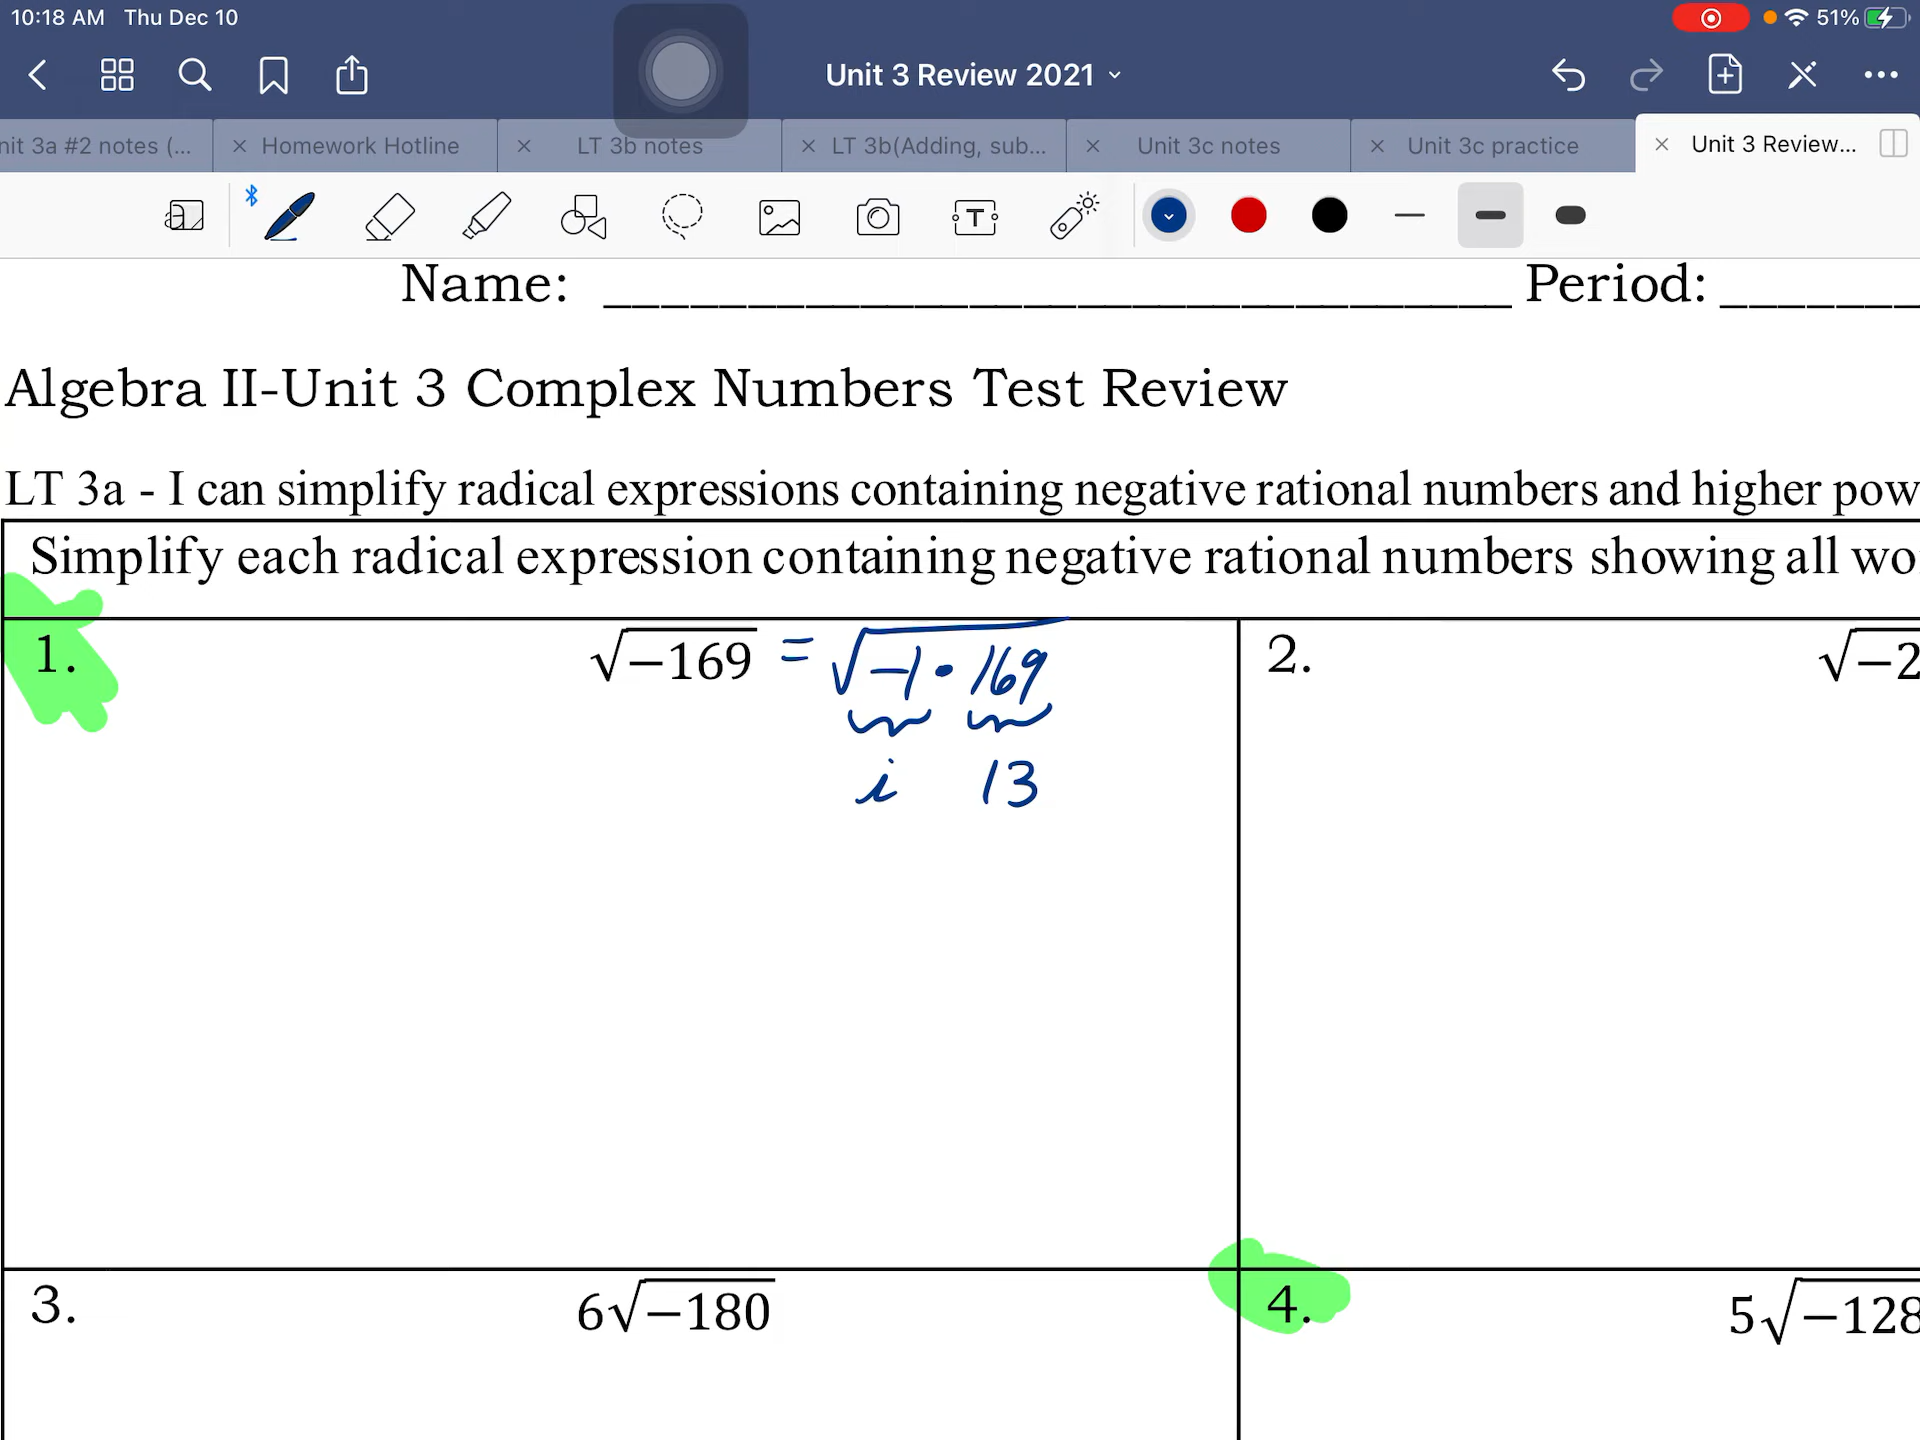 10:18 AM Thu Dec 10
51%
Unit 3 Review 2021
nit 3a #2 notes (...
Homework Hotline
LT 3b notes
LT 3b(Adding, sub...
Unit 3c notes
Unit 3c practice
Unit 3 Review...
Name: ________________________________ Period: _______
Algebra II-Unit 3 Complex Numbers Test Review
LT 3a - I can simplify radical expressions containing negative rational numbers and higher pow
Simplify each radical expression containing negative rational numbers showing all wo
1. √−169 = √−1 • 169
i 13
2. √−2
3. 6√−180
4. 5√−128